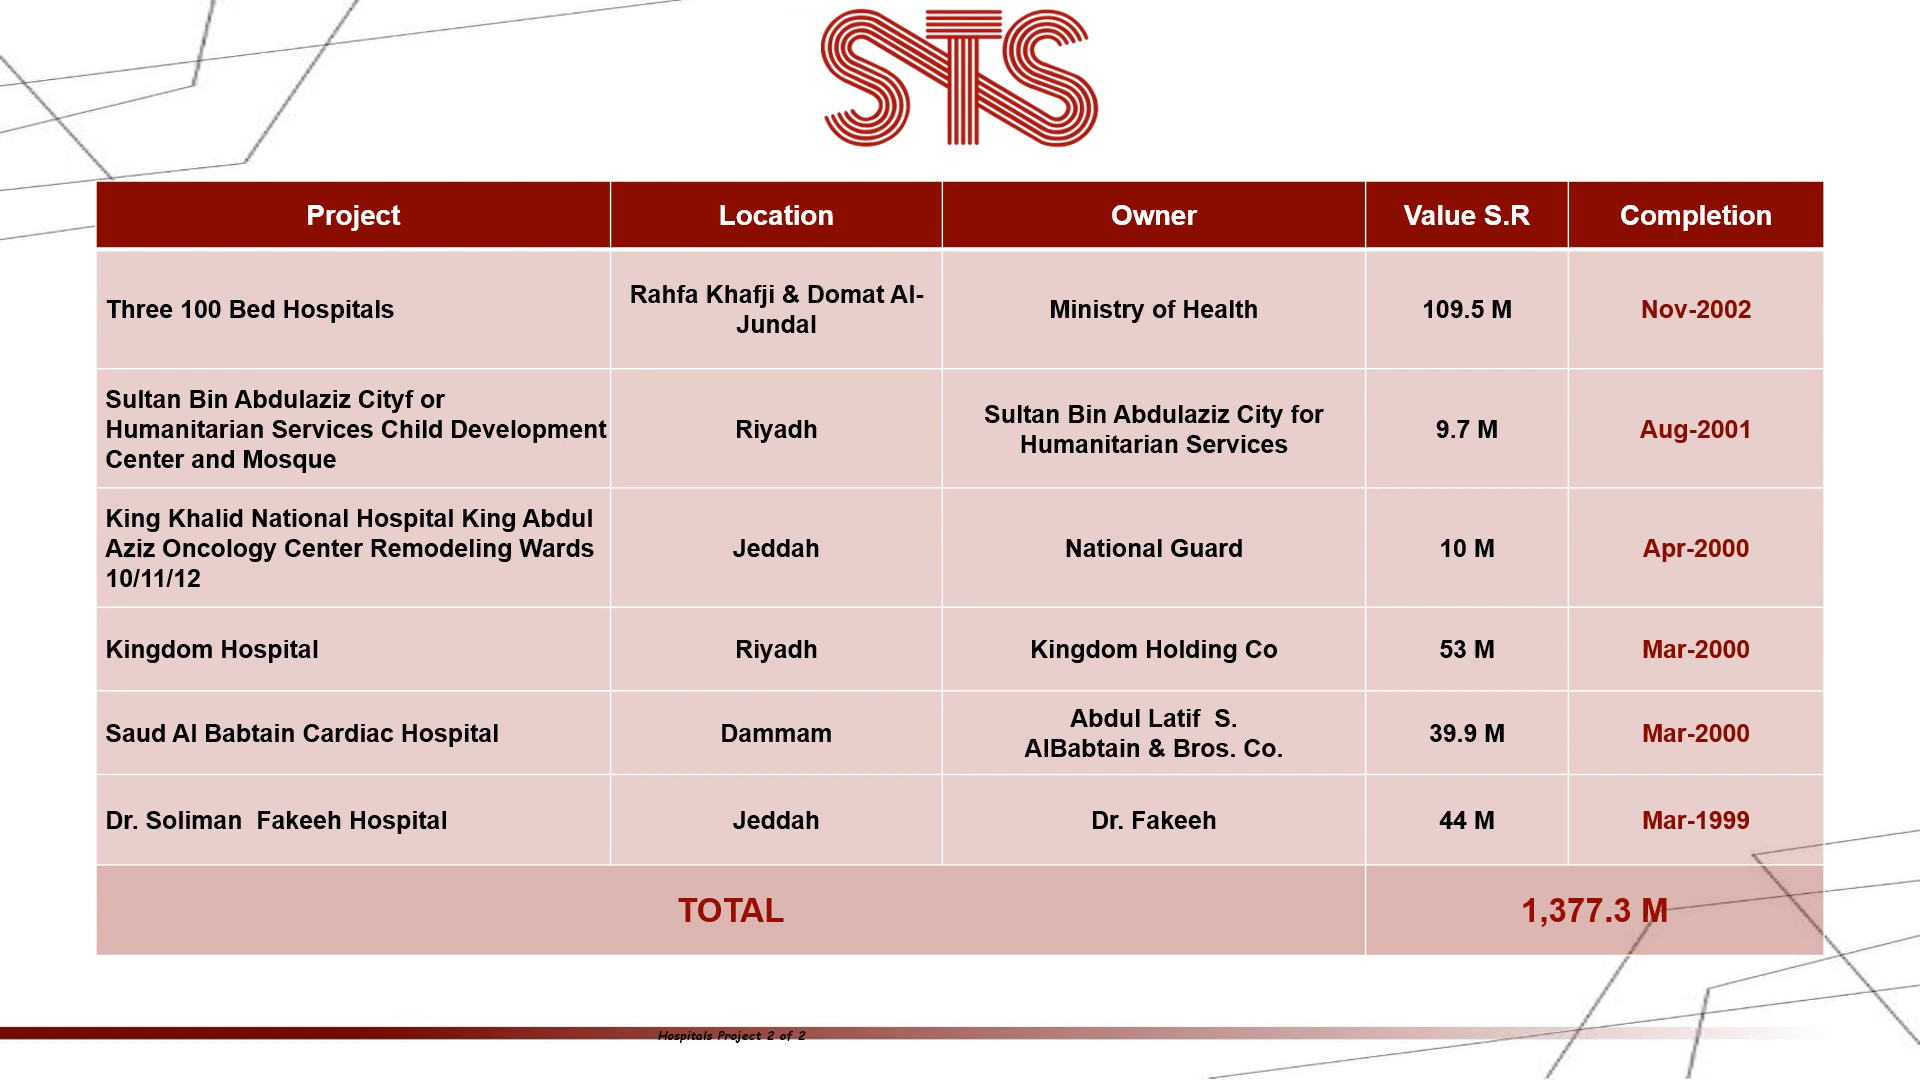 STS
Project Location Owner Value S.R Completion
Three 100 Bed Hospitals
Rahfa Khafji & Domat Al-
Jundal
Ministry of Health
109.5 M
Nov-2002
Sultan Bin Abdulaziz Cityf or
Humanitarian Services Child Development
Center and Mosque
Riyadh
Sultan Bin Abdulaziz City for
Humanitarian Services
9.7 M
Aug-2001
King Khalid National Hospital King Abdul
Aziz Oncology Center Remodeling Wards
10/11/12
Jeddah
National Guard
10 M
Apr-2000
Kingdom Hospital
Riyadh
Kingdom Holding Co
53 M
Mar-2000
Saud Al Babtain Cardiac Hospital
Dammam
Abdul Latif  S.
AlBabtain & Bros. Co.
39.9 M
Mar-2000
Dr. Soliman  Fakeeh Hospital
Jeddah
Dr. Fakeeh
44 M
Mar-1999
TOTAL
1,377.3 M
Hospitals Project 2 of 2